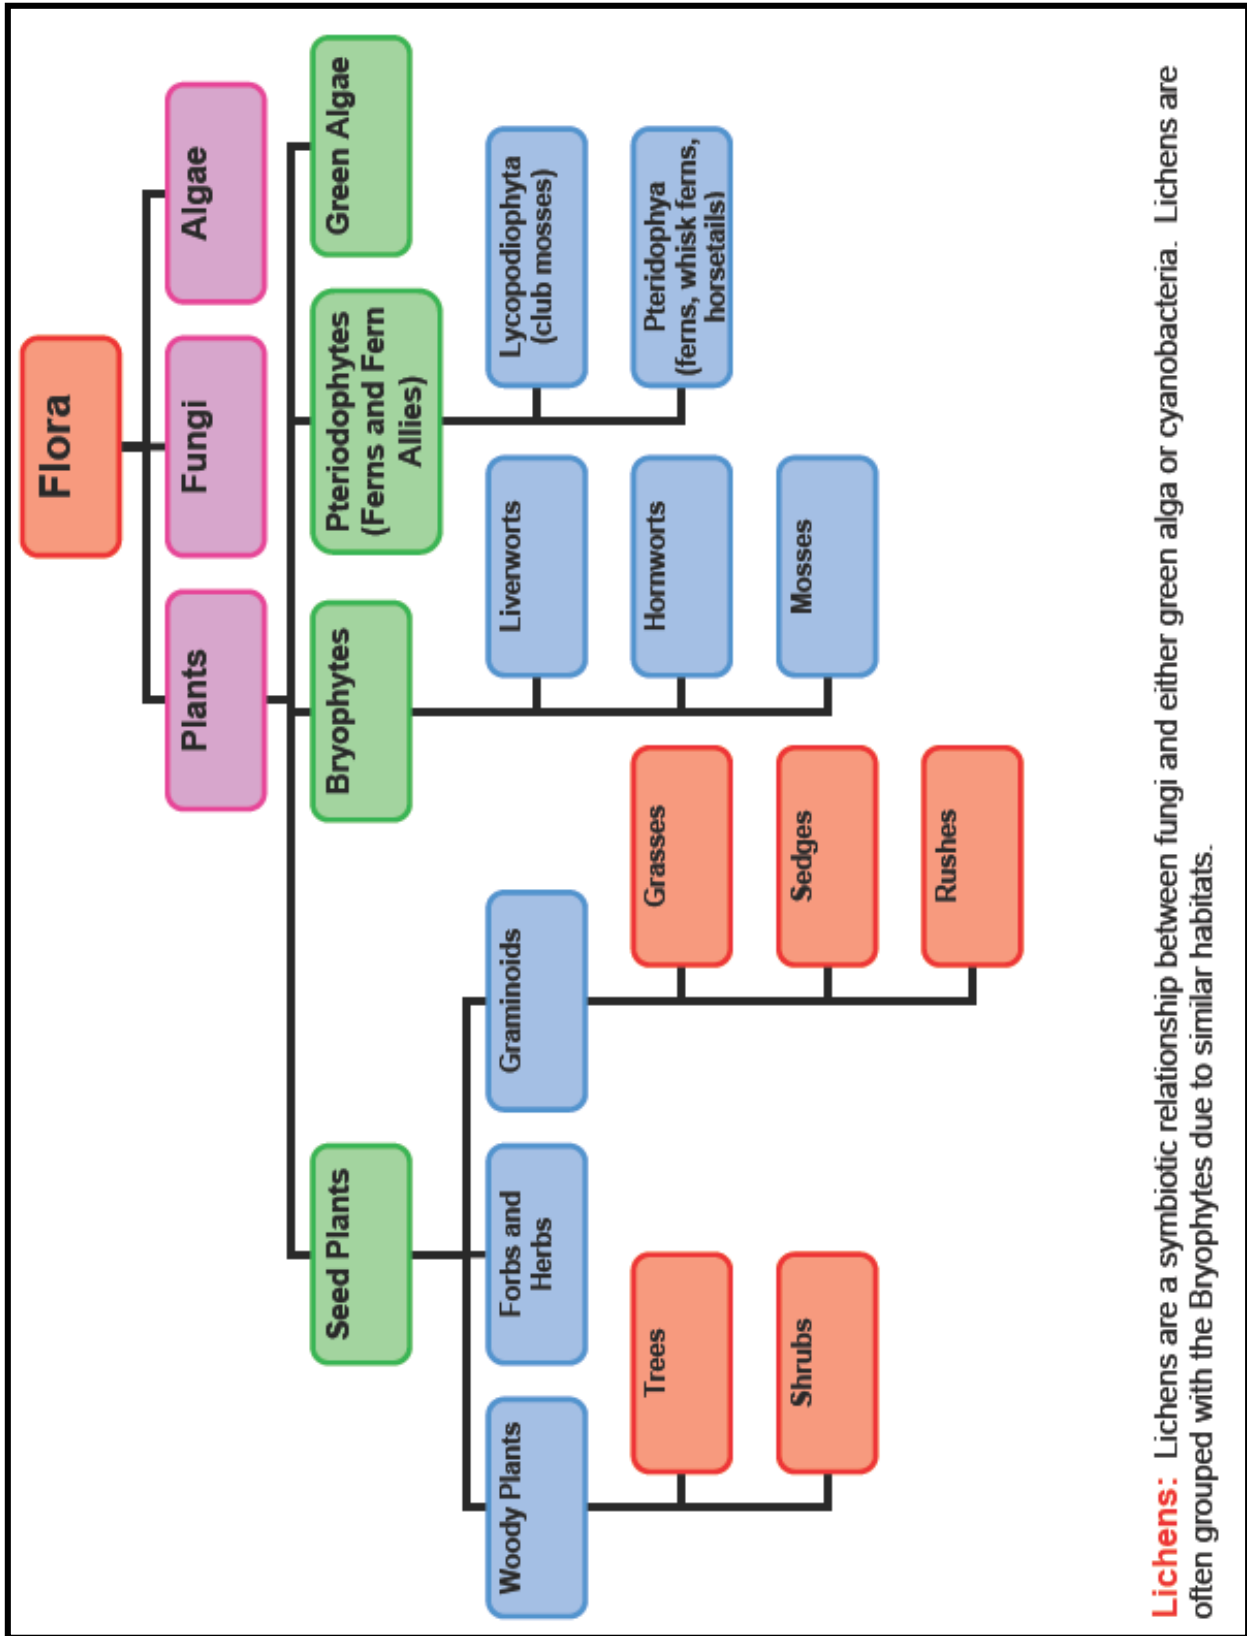 Flora
Plants
Fungi
Algae
Seed Plants
Bryophytes
Pteriodophytes
(Ferns and Fern
Allies)
Green Algae
Woody Plants
Forbs and
Herbs
Graminoids
Liverworts
Lycopodiophyta
(club mosses)
Trees
Grasses
Hornworts
Pteridophya
(ferns, whisk ferns,
horsetails)
Shrubs
Sedges
Mosses
Rushes
Lichens: Lichens are a symbiotic relationship between fungi and either green alga or cyanobacteria. Lichens are
often grouped with the Bryophytes due to similar habitats.